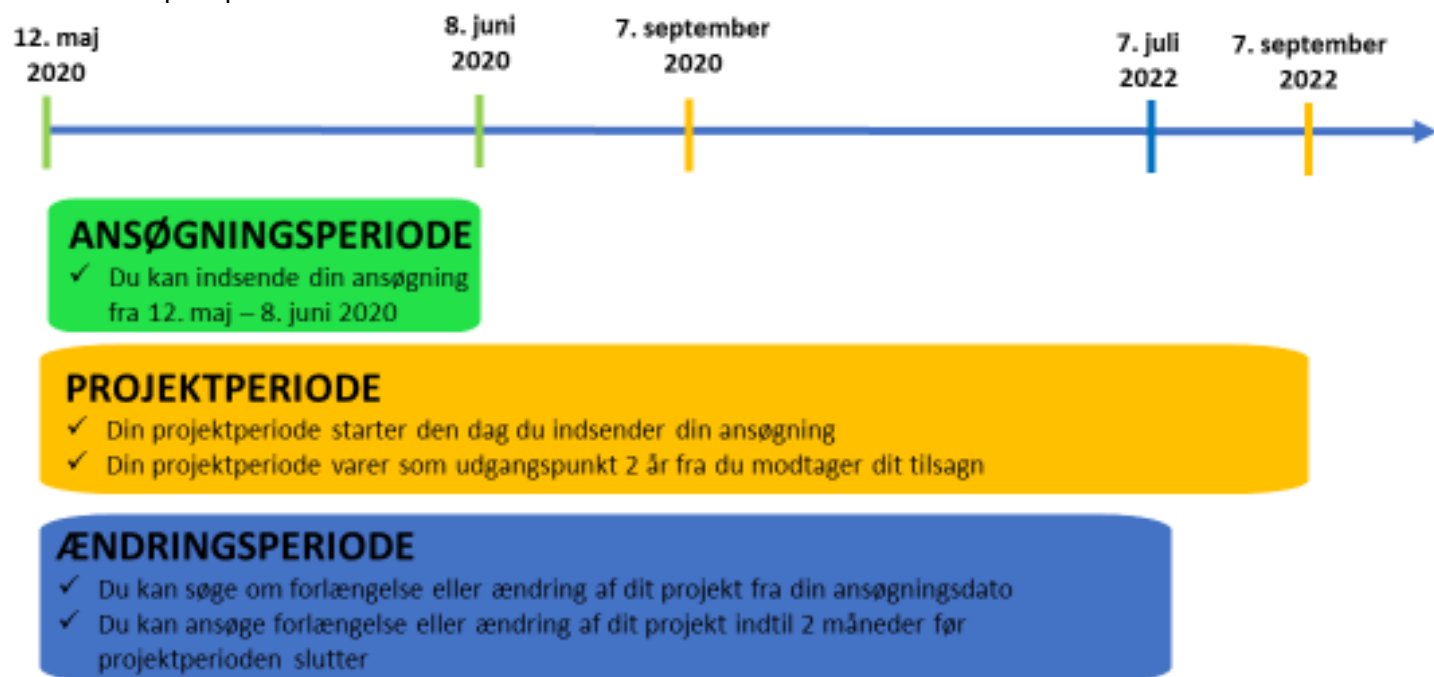 12. maj
2020
8. juni
2020
7. september
2020
7. juli
2022
7. september
2022
ANSØGNINGSPERIODE
✓ Du kan indsende din ansøgning
fra 12. maj – 8. juni 2020
PROJEKTPERIODE
✓ Din projektperiode starter den dag du indsender din ansøgning
✓ Din projektperiode varer som udgangspunkt 2 år fra du modtager dit tilsagn
ÆNDRINGSPERIODE
✓ Du kan søge om forlængelse eller ændring af dit projekt fra din ansøgningsdato
✓ Du kan ansøge forlængelse eller ændring af dit projekt indtil 2 måneder før
projektperioden slutter